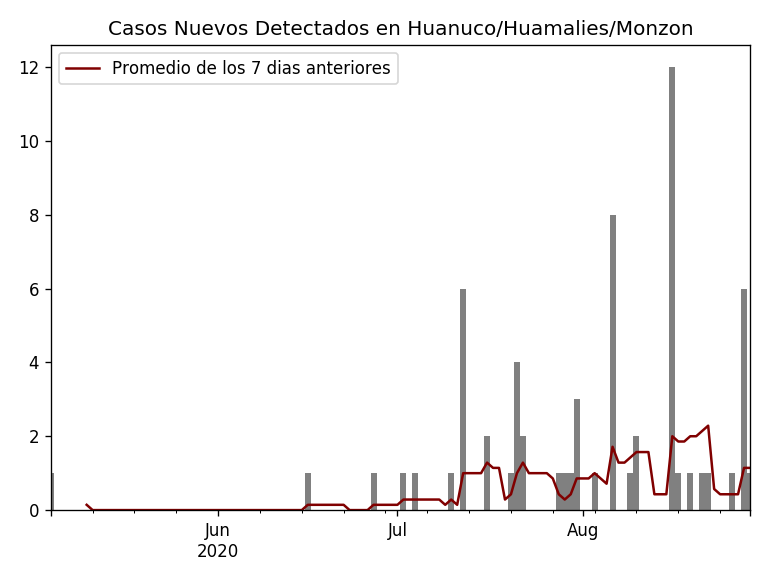 Casos Nuevos Detectados en Huanuco/Huamalies/Monzon
Promedio de los 7 dias anteriores
12
10
8
6
4
2
0
Jun
2020
Jul
Aug